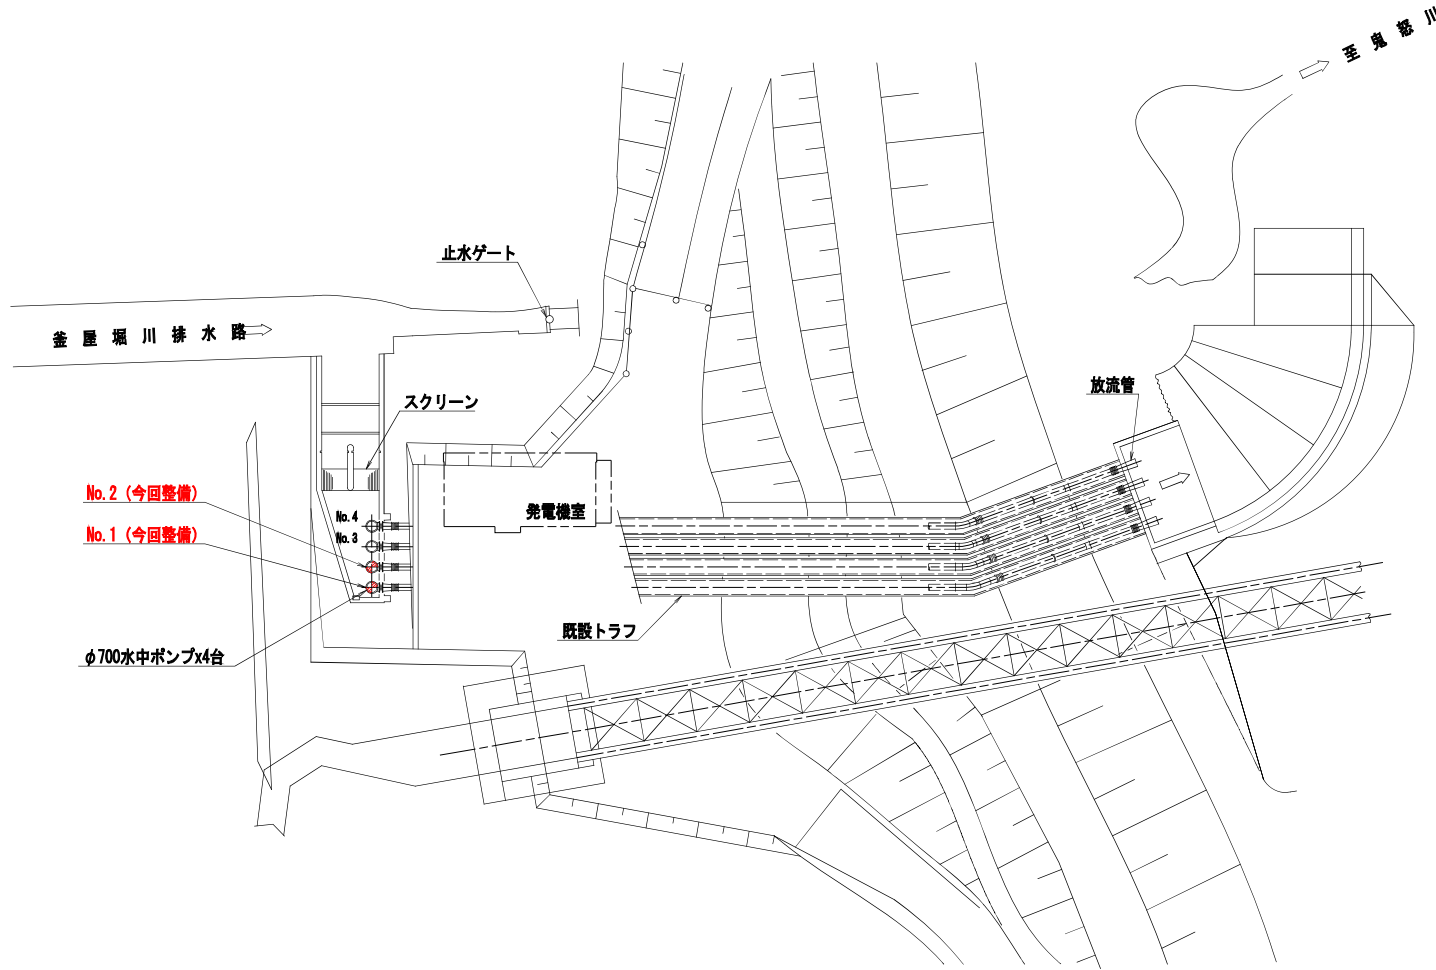 至鬼怒川
止水ゲート
釜屋堀川排水路
放流管
スクリーン
No.2 (今回整備)
No.4
発電機室
No.1 (今回整備)
No.3
既設トラフ
φ700水中ポンプx4台